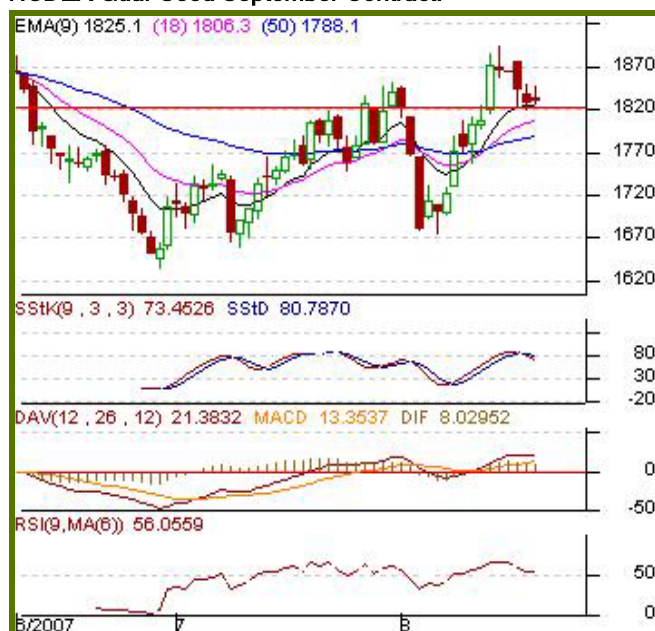 EMA(9) 1825.1 (18) 1806.3 (50) 1788.1
1870
1820
1770
1720
1670
1620
SStK(9 , 3 , 3) 73.4526 SStD 80.7870
80
30
-20
DAV(12 , 26 , 12) 21.3832 MACD 13.3537 DIF 8.02952
0
-50
RSI(9,MA(6)) 56.0559
50
0
6/2007 7 8